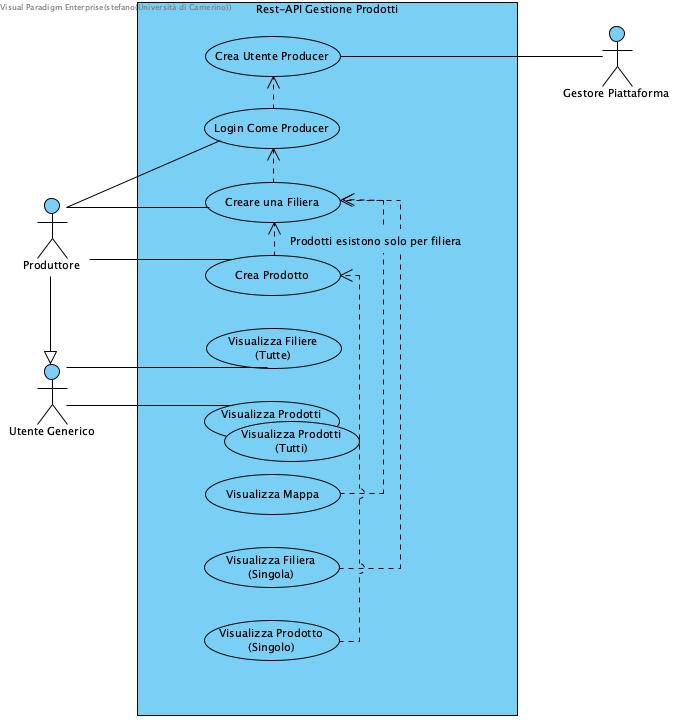 Visual Paradigm Enterprise(stefano(Università di Camerino))
Rest-API Gestione Prodotti
Crea Utente Producer
Gestore Piattaforma
Login Come Producer
Creare una Filiera
Prodotti esistono solo per filiera
Produttore
Crea Prodotto
Visualizza Filiere
(Tutte)
Utente Generico
Visualizza Prodotti
Visualizza Prodotti
(Tutti)
Visualizza Mappa
Visualizza Filiera
(Singola)
Visualizza Prodotto
(Singolo)